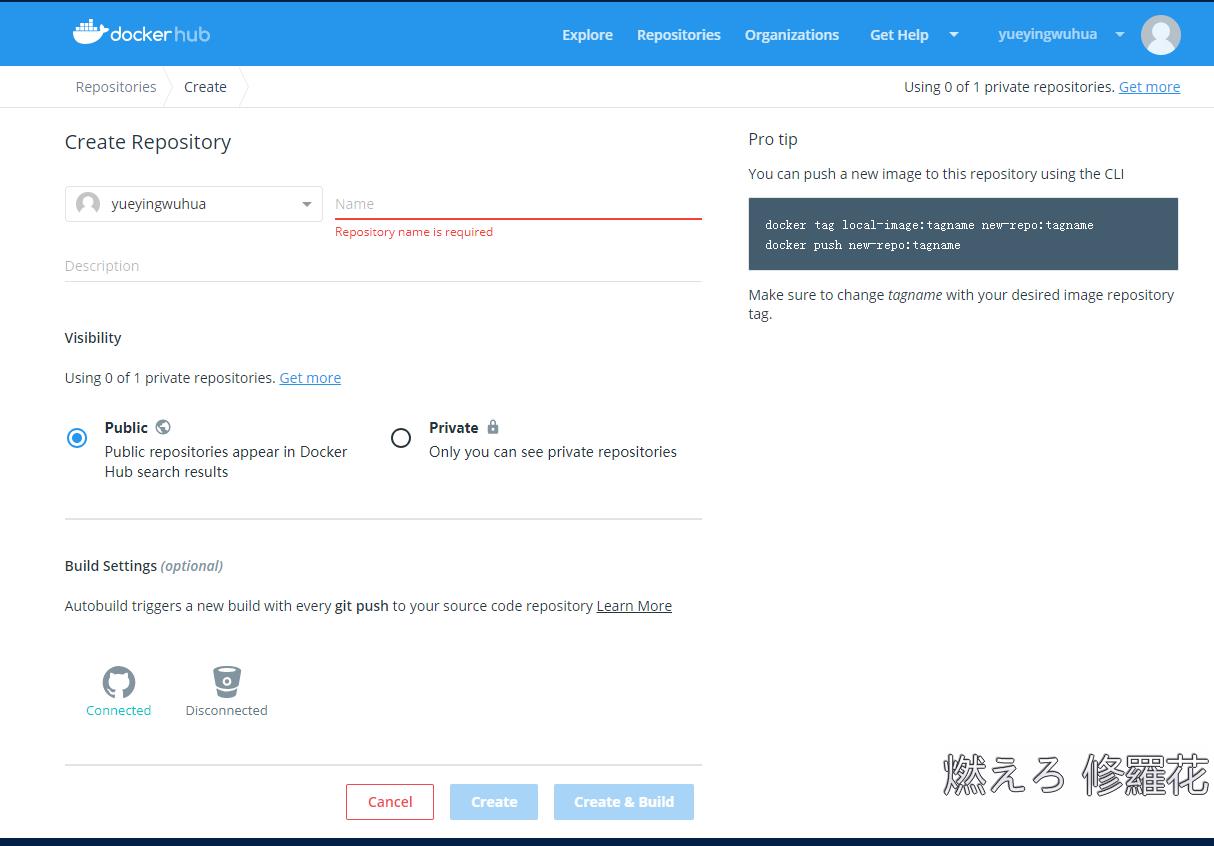 dockerhub
Explore Repositories Organizations Get Help yueyingwuhua
Repositories Create
Using 0 of 1 private repositories. Get more
Create Repository
yueyingwuhua
Name
Repository name is required
Description
Visibility
Using 0 of 1 private repositories. Get more
Public
Public repositories appear in Docker
Hub search results
Private
Only you can see private repositories
Build Settings (optional)
Autobuild triggers a new build with every git push to your source code repository Learn More
Connected
Disconnected
Cancel
Create
Create & Build
Pro tip
You can push a new image to this repository using the CLI
docker tag local-image:tagname new-repo:tagname
docker push new-repo:tagname
Make sure to change tagname with your desired image repository
tag.
燃えろ 修羅花